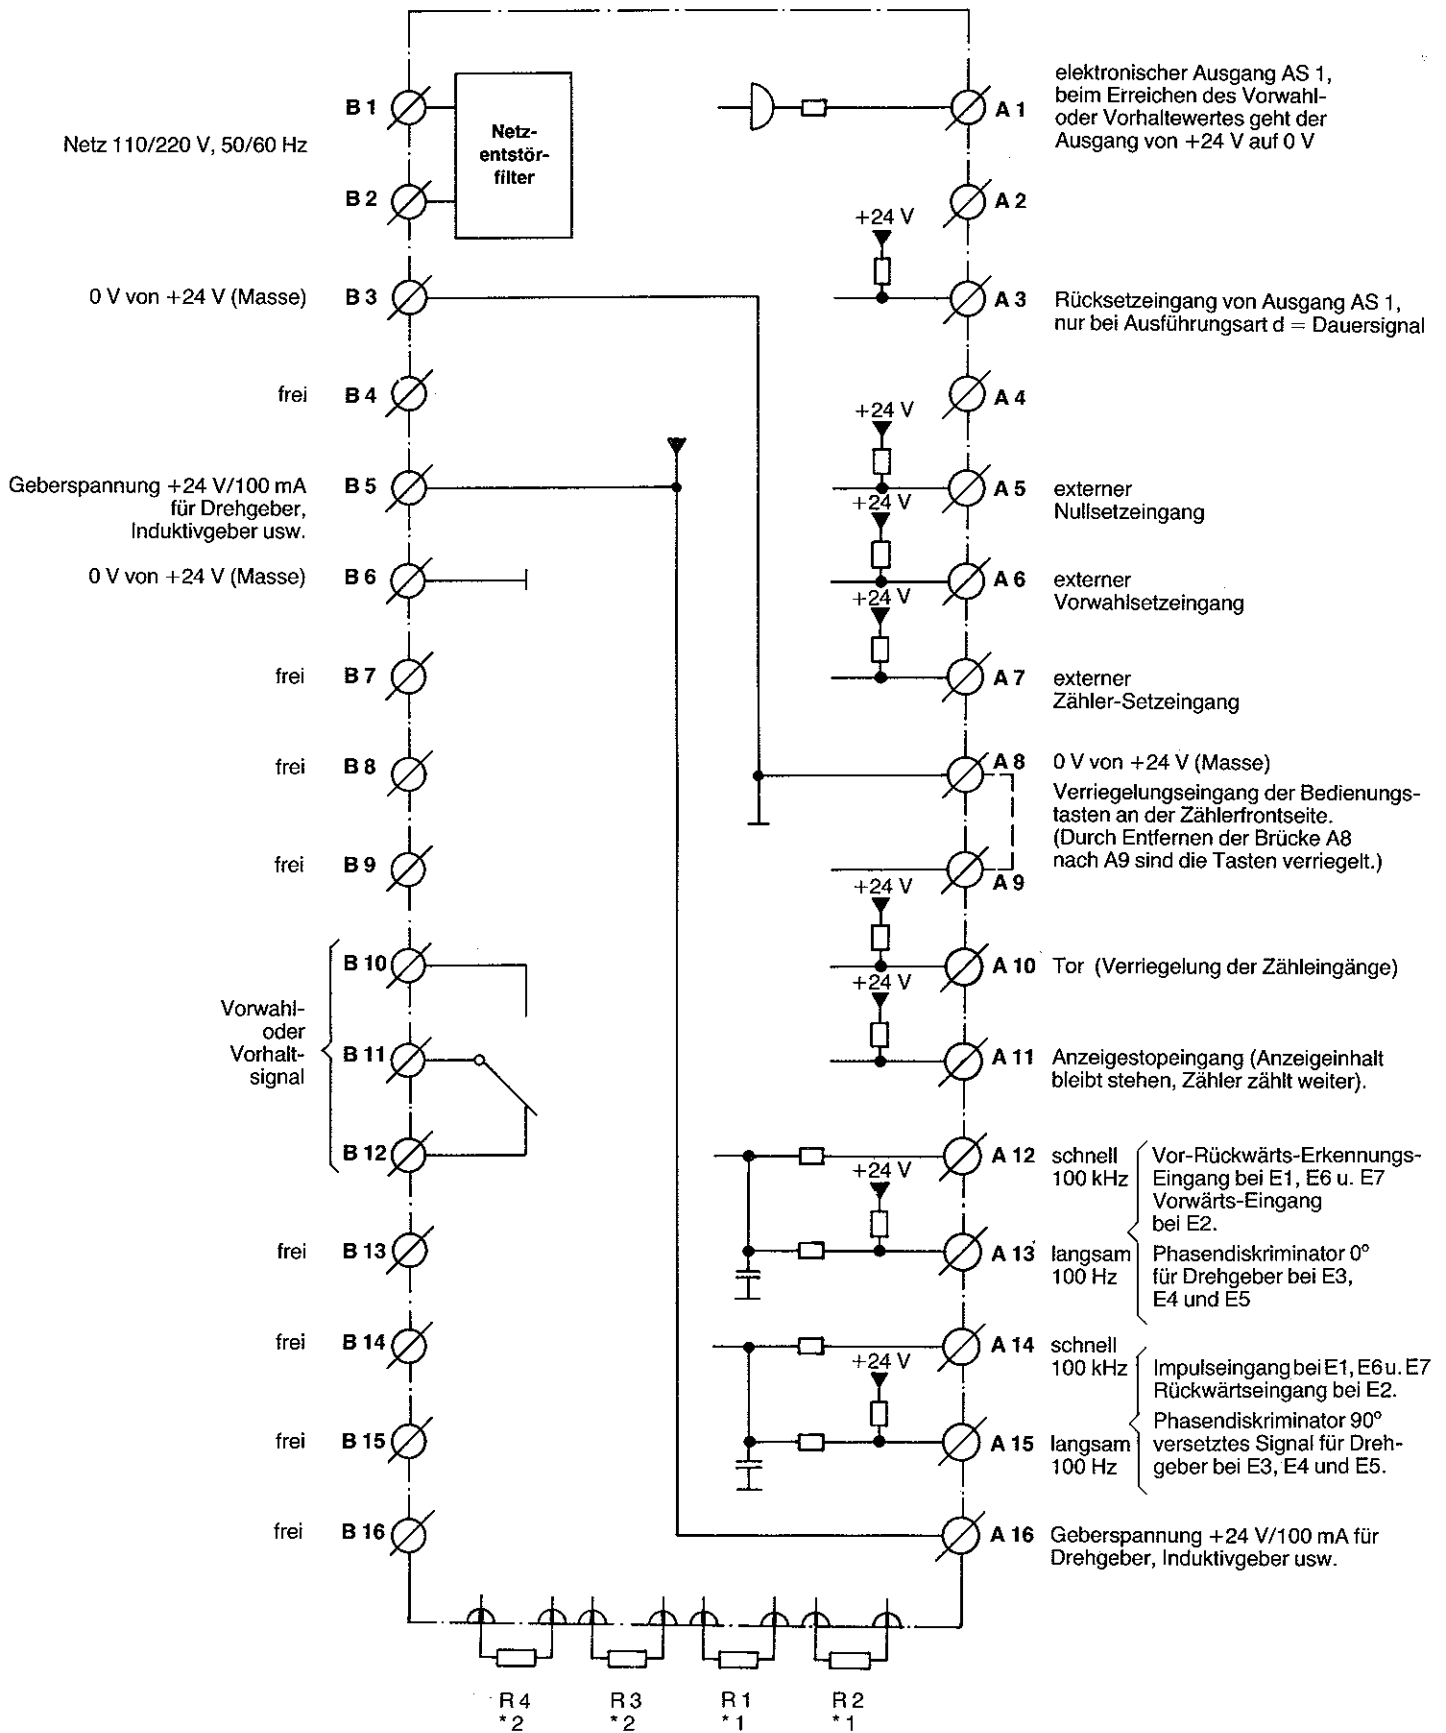 Netz 110/220 V, 50/60 Hz
B 1
B 2
Netz-
entstör-
filter
0 V von +24 V (Masse)
B 3
frei
B 4
Geberspannung +24 V/100 mA
für Drehgeber,
Induktivgeber usw.
B 5
0 V von +24 V (Masse)
B 6
frei
B 7
frei
B 8
frei
B 9
Vorwahl-
oder
Vorhalt-
signal
B 10
B 11
B 12
frei
B 13
frei
B 14
frei
B 15
frei
B 16
A 1
elektronischer Ausgang AS 1,
beim Erreichen des Vorwahl-
oder Vorhaltewertes geht der
Ausgang von +24 V auf 0 V
A 2
+24 V
A 3
Rücksetzeingang von Ausgang AS 1,
nur bei Ausführungsart d = Dauersignal
A 4
+24 V
A 5
externer
Nullsetzeingang
+24 V
A 6
externer
Vorwahlsetzeingang
+24 V
A 7
externer
Zähler-Setzeingang
A 8
0 V von +24 V (Masse)
Verriegelungseingang der Bedienungs-
tasten an der Zählerfrontseite.
(Durch Entfernen der Brücke A8
nach A9 sind die Tasten verriegelt.)
A 9
+24 V
A 10
Tor (Verriegelung der Zähleingänge)
+24 V
A 11
Anzeigestopeingang (Anzeigeinhalt
bleibt stehen, Zähler zählt weiter).
A 12
schnell
100 kHz
Vor-Rückwärts-Erkennungs-
Eingang bei E1, E6 u. E7
Vorwärts-Eingang
bei E2.
+24 V
A 13
langsam
100 Hz
Phasendiskriminator 0°
für Drehgeber bei E3,
E4 und E5
A 14
schnell
100 kHz
Impulseingang bei E1, E6 u. E7
Rückwärtseingang bei E2.
+24 V
A 15
langsam
100 Hz
Phasendiskriminator 90°
versetztes Signal für Dreh-
geber bei E3, E4 und E5.
A 16
Geberspannung +24 V/100 mA für
Drehgeber, Induktivgeber usw.
R 4
*2
R 3
*2
R 1
*1
R 2
*1